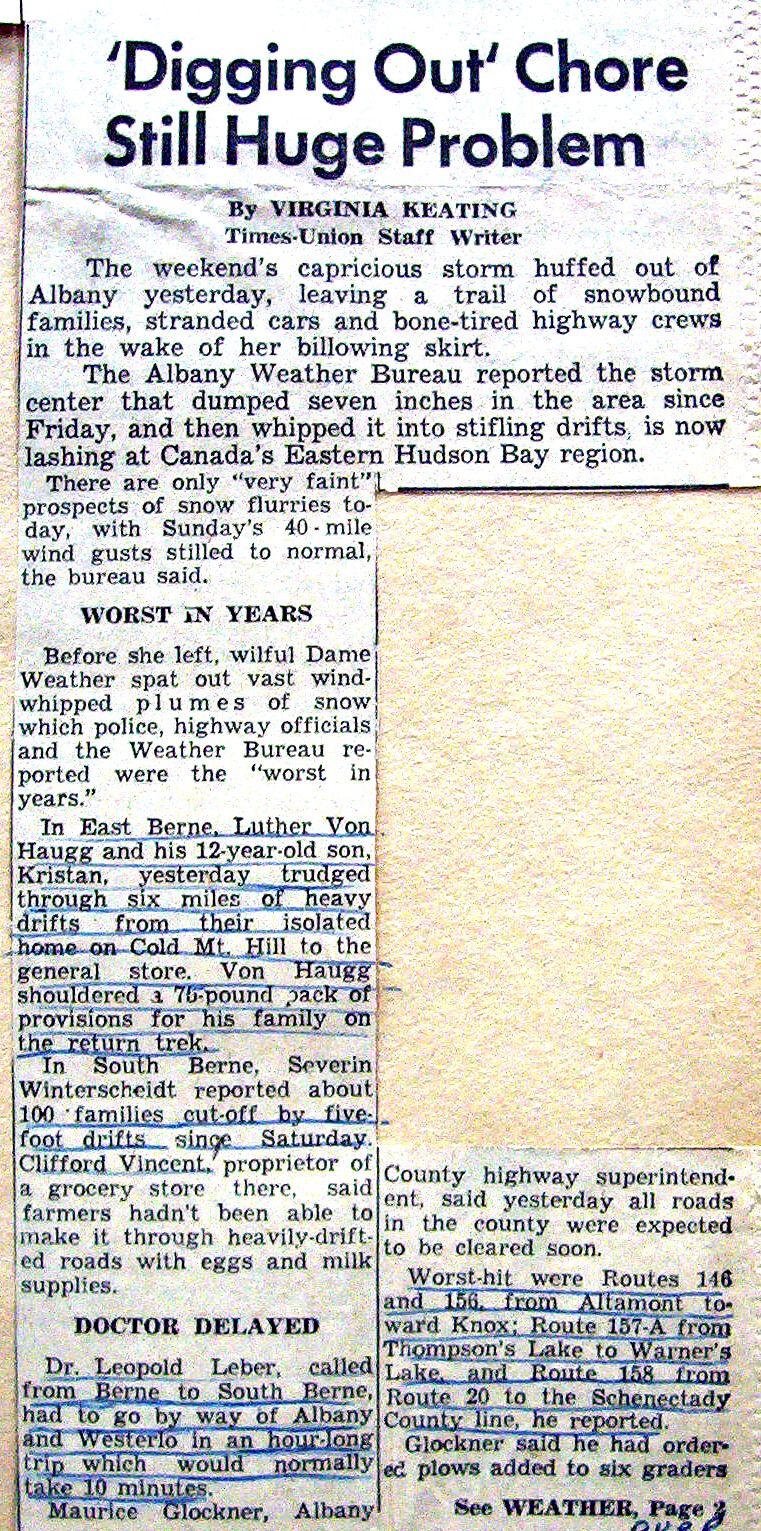 'Digging Out' Chore
Still Huge Problem
By VIRGINIA KEATING
Times-Union Staff Writer
The weekend's capricious storm huffed out of
Albany yesterday, leaving a trail of snowbound
families, stranded cars and bone-tired highway crews
in the wake of her billowing skirt.
The Albany Weather Bureau reported the storm
center that dumped seven inches in the area since
Friday, and then whipped it into stifling drifts, is now
lashing at Canada's Eastern Hudson Bay region.
There are only "very faint"
prospects of snow flurries to-
day, with Sunday's 40-mile
wind gusts stilled to normal,
the bureau said.
WORST IN YEARS
Before she left, wilful Dame
Weather spat out vast wind-
whipped plumes of snow
which police, highway officials
and the Weather Bureau re-
ported were the "worst in
years."
In East Berne, Luther Von
Haugg and his 12-year-old son,
Kristan, yesterday trudged
through six miles of heavy
drifts from their isolated
home on Cold Mt. Hill to the
general store. Von Haugg
shouldered a 75-pound pack of
provisions for his family on
the return trek.
In South Berne, Severin
Winterscheidt reported about
100 families cut-off by five-
foot drifts since Saturday.
Clifford Vincent, proprietor of
a grocery store there, said
farmers hadn't been able to
make it through heavily-drift-
ed roads with eggs and milk
supplies.
DOCTOR DELAYED
Dr. Leopold Leber, called
from Berne to South Berne,
had to go by way of Albany
and Westerlo in an hour-long
trip which would normally
take 10 minutes.
Maurice Glockner, Albany
County highway superintend-
ent, said yesterday all roads
in the county were expected
to be cleared soon.
Worst-hit were Routes 146
and 156, from Altamont to-
ward Knox; Route 157-A from
Thompson's Lake to Warner's
Lake, and Route 158 from
Route 20 to the Schenectady
County line, he reported.
Glockner said he had order-
ed plows added to six graders
See WEATHER, Page 2